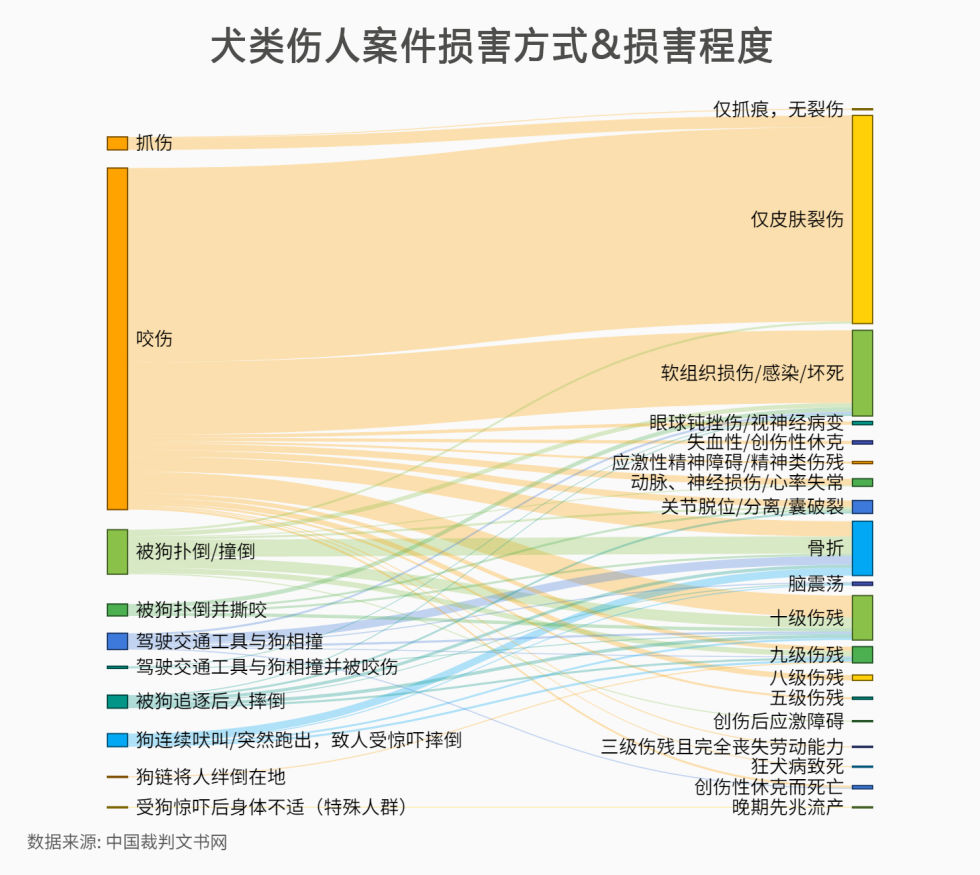 犬类伤人案件损害方式&损害程度
抓伤
咬伤
被狗扑倒/撞倒
被狗扑倒并撕咬
驾驶交通工具与狗相撞
驾驶交通工具与狗相撞并被咬伤
被狗追逐后人摔倒
狗连续吠叫/突然跑出，致人受惊吓摔倒
狗链将人绊倒在地
受狗惊吓后身体不适（特殊人群）
仅抓痕，无裂伤
仅皮肤裂伤
软组织损伤/感染/坏死
眼球钝挫伤/视神经病变
失血性/创伤性休克
应激性精神障碍/精神类伤残
动脉、神经损伤/心率失常
关节脱位/分离/囊破裂
骨折
脑震荡
十级伤残
九级伤残
八级伤残
五级伤残
创伤后应激障碍
三级伤残且完全丧失劳动能力
狂犬病致死
创伤性休克而死亡
晚期先兆流产
数据来源: 中国裁判文书网